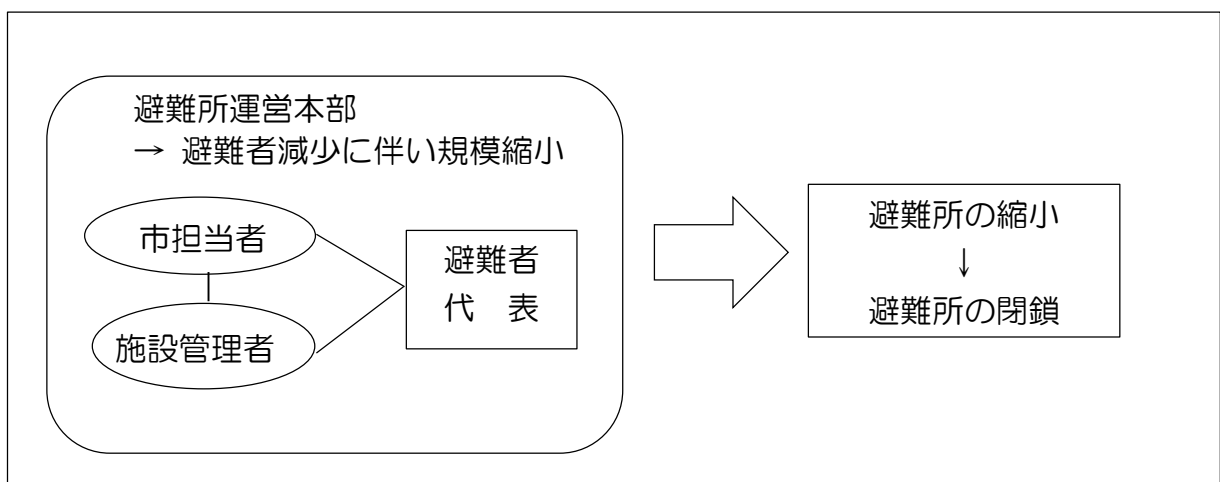 避難所運営本部
→ 避難者減少に伴い規模縮小
市担当者
施設管理者
避難者
代　表
避難所の縮小
↓
避難所の閉鎖